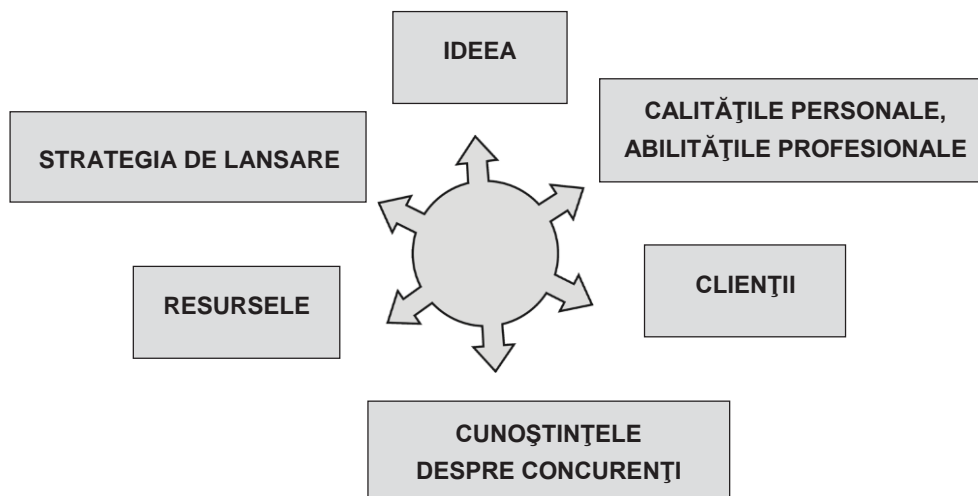 IDEEA
CALITĂŢILE PERSONALE,
ABILITĂŢILE PROFESIONALE
STRATEGIA DE LANSARE
CLIENŢII
RESURSELE
CUNOŞTINŢELE
DESPRE CONCURENŢI